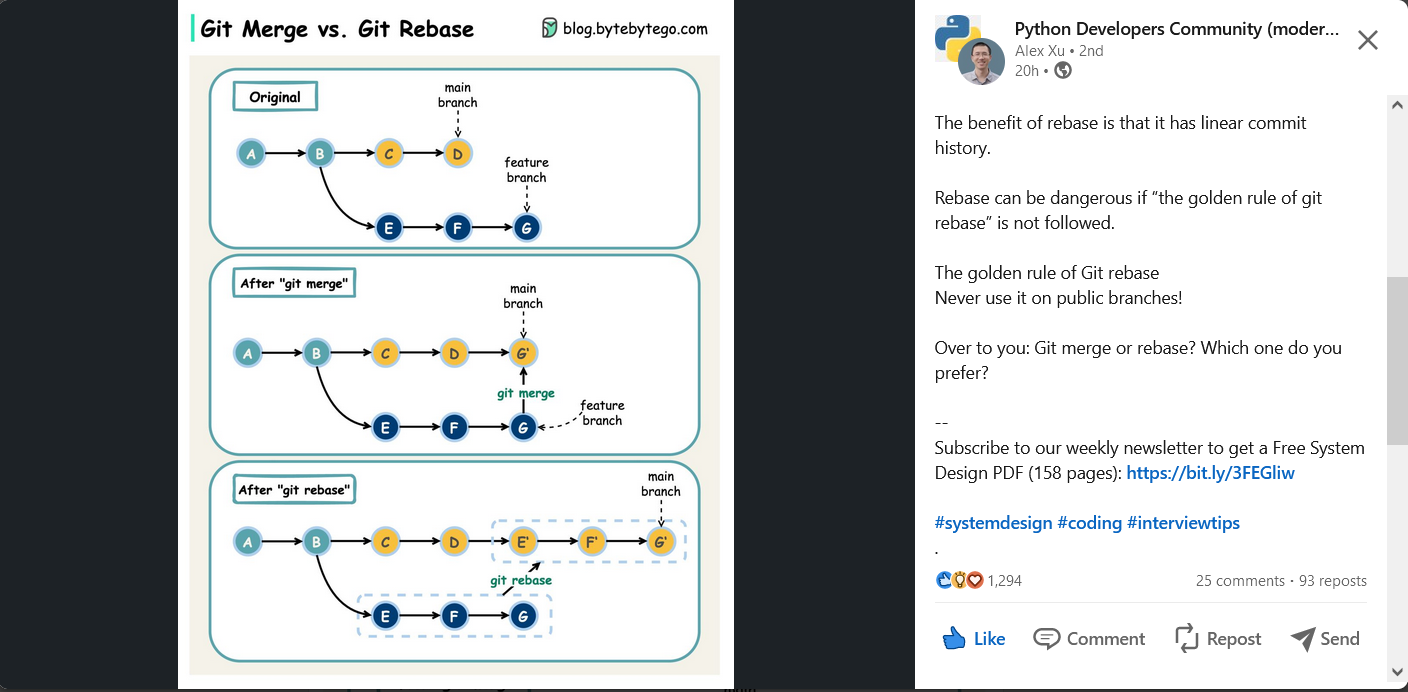 Git Merge vs. Git Rebase
blog.bytebytego.com
Original
main
branch
A
B
C
D
feature
branch
E
F
G
After "git merge"
main
branch
A
B
C
D
G'
git merge
feature
branch
E
F
G
After "git rebase"
main
branch
A
B
C
D
E'
F'
G'
git rebase
E
F
G
Python Developers Community (moder...
Alex Xu • 2nd
20h •
The benefit of rebase is that it has linear commit
history.
Rebase can be dangerous if “the golden rule of git
rebase” is not followed.
The golden rule of Git rebase
Never use it on public branches!
Over to you: Git merge or rebase? Which one do you
prefer?
--
Subscribe to our weekly newsletter to get a Free System
Design PDF (158 pages): https://bit.ly/3FEGliw
#systemdesign #coding #interviewtips
.
1,294
25 comments • 93 reposts
Like
Comment
Repost
Send